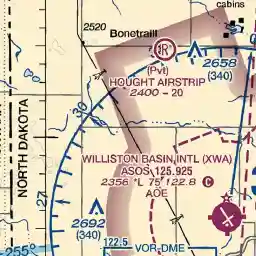 cabins
2520
Bonetraill
R
(Pvt)
2658
(340)
HOUGHT AIRSTRIP
2400 - 20
30
NORTH DAKOTA
WILLISTON BASIN INTL (XWA)
ASOS 125.925
2356 *L 75 122.8 C
AOE
27
2692
(340)
122.5
VOR-DME
255°